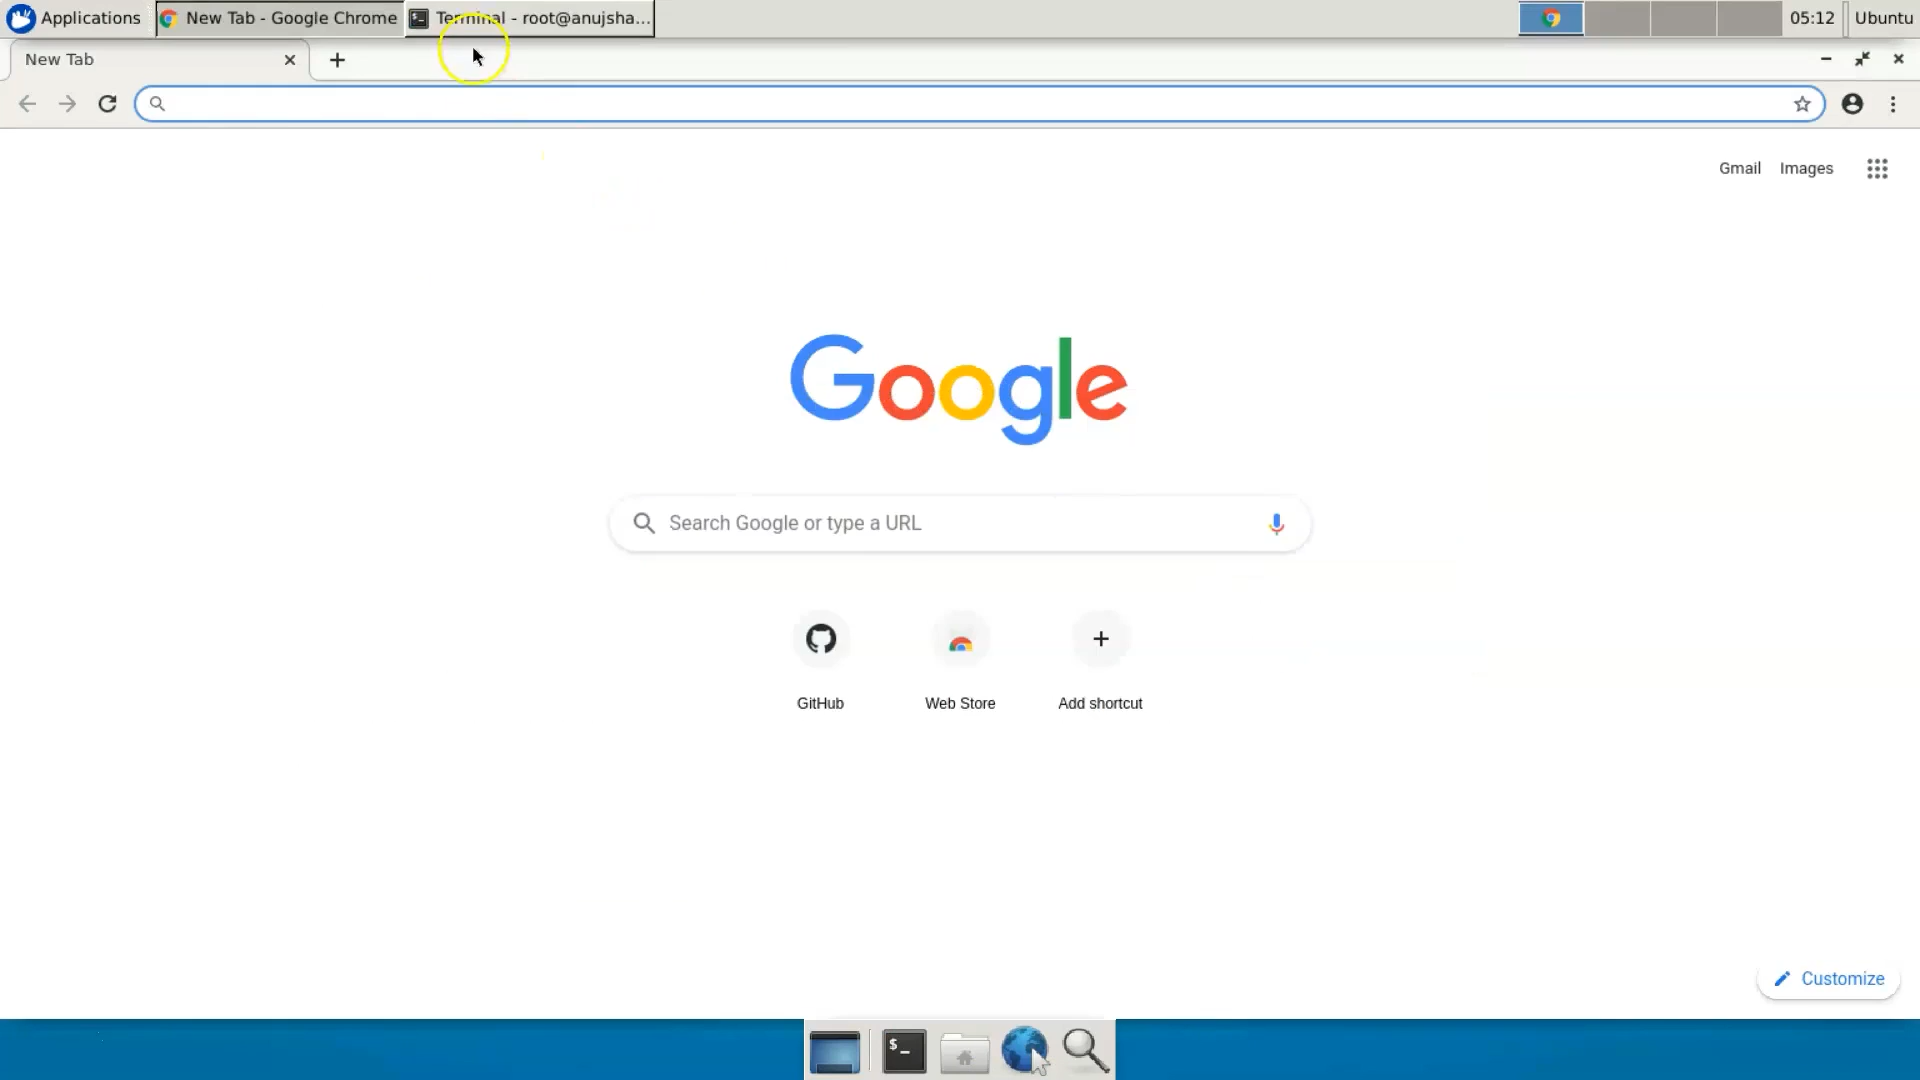 Applications New Tab - Google Chrome Terminal - root@anujsha... 05:12 Ubuntu
New Tab
Gmail Images
Google
Search Google or type a URL
GitHub Web Store Add shortcut
Customize
$_